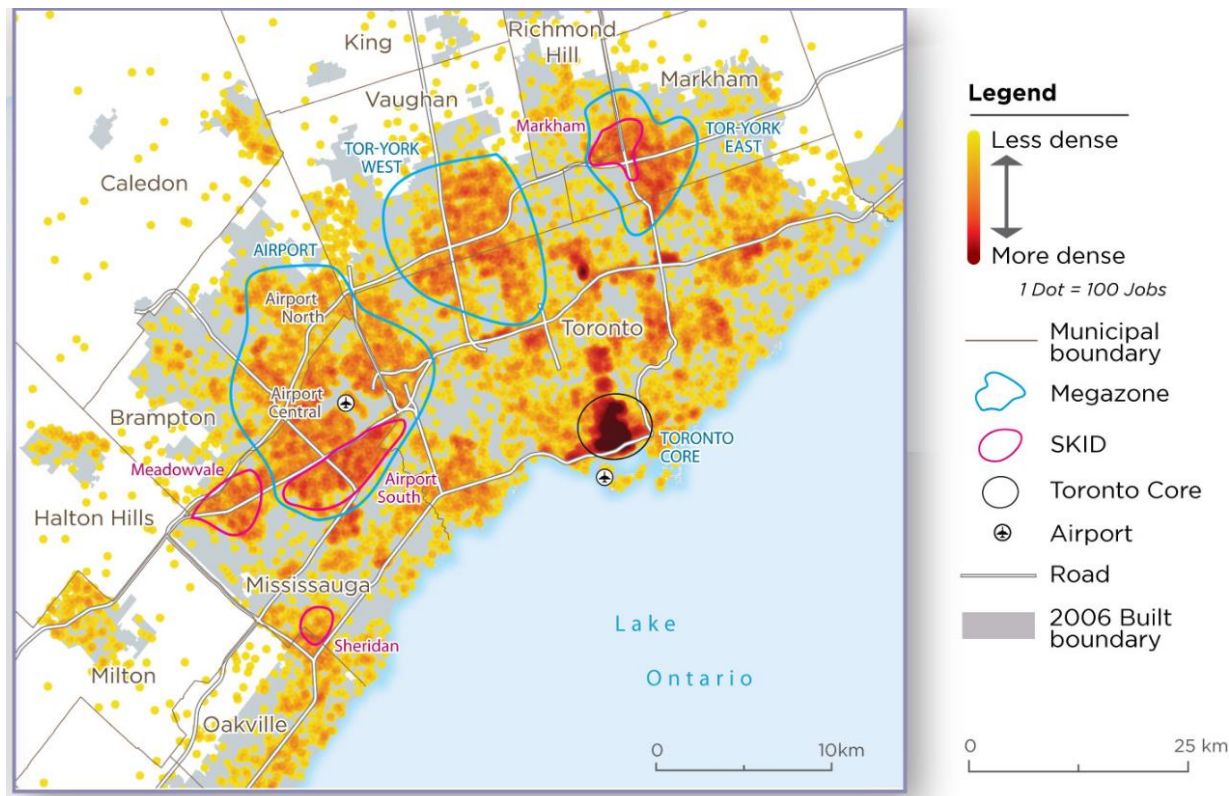 King
Richmond
Hill
Markham
Vaughan
Markham
TOR-YORK
EAST
TOR-YORK
WEST
Caledon
AIRPORT
Airport
North
Toronto
Airport
Central
Brampton
TORONTO
CORE
Meadowvale
Airport
South
Halton Hills
Mississauga
Sheridan
Milton
Oakville
Lake
Ontario
0 10km
Legend
Less dense
More dense
1 Dot = 100 Jobs
Municipal
boundary
Megazone
SKID
Toronto Core
Airport
Road
2006 Built
boundary
0 25 km